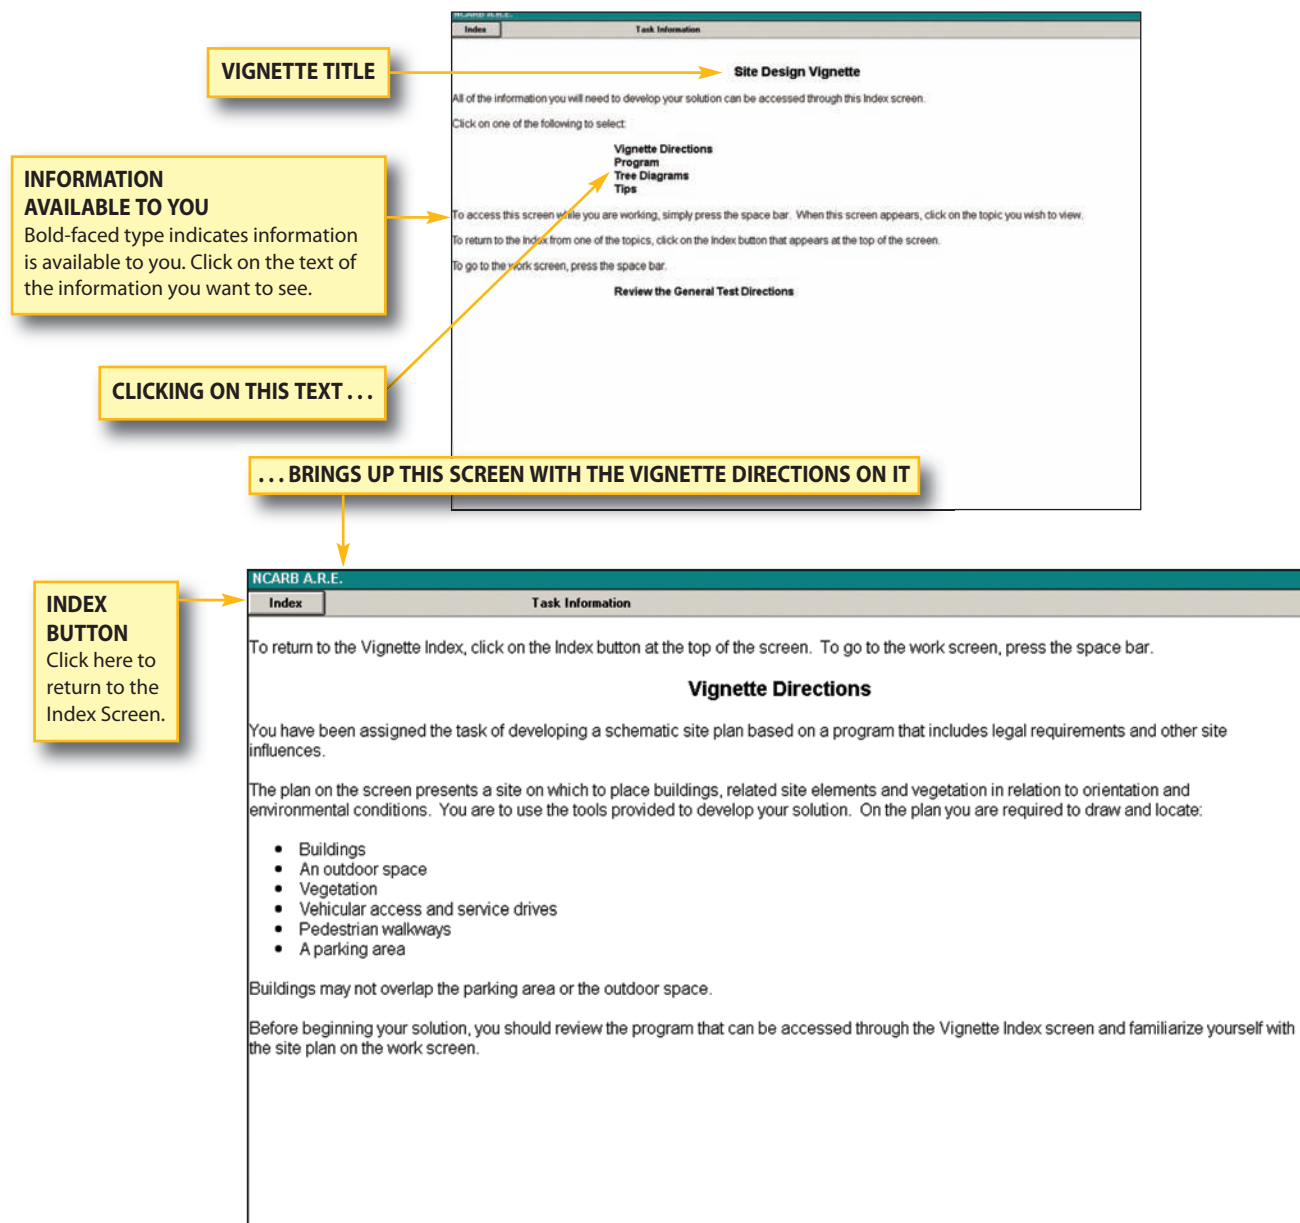 NCARB A.R.E.
Index
Task Information
VIGNETTE TITLE
Site Design Vignette
All of the information you will need to develop your solution can be accessed through this Index screen.
Click on one of the following to select:
Vignette Directions
Program
Tree Diagrams
Tips
INFORMATION
AVAILABLE TO YOU
Bold-faced type indicates information
is available to you. Click on the text of
the information you want to see.
To access this screen while you are working, simply press the space bar. When this screen appears, click on the topic you wish to view.
To return to the Index from one of the topics, click on the Index button that appears at the top of the screen.
To go to the work screen, press the space bar.
Review the General Test Directions
CLICKING ON THIS TEXT . . .
. . . BRINGS UP THIS SCREEN WITH THE VIGNETTE DIRECTIONS ON IT
INDEX
BUTTON
Click here to
return to the
Index Screen.
NCARB A.R.E.
Index
Task Information
To return to the Vignette Index, click on the Index button at the top of the screen. To go to the work screen, press the space bar.
Vignette Directions
You have been assigned the task of developing a schematic site plan based on a program that includes legal requirements and other site
influences.
The plan on the screen presents a site on which to place buildings, related site elements and vegetation in relation to orientation and
environmental conditions. You are to use the tools provided to develop your solution. On the plan you are required to draw and locate:
• Buildings
• An outdoor space
• Vegetation
• Vehicular access and service drives
• Pedestrian walkways
• A parking area
Buildings may not overlap the parking area or the outdoor space.
Before beginning your solution, you should review the program that can be accessed through the Vignette Index screen and familiarize yourself with
the site plan on the work screen.